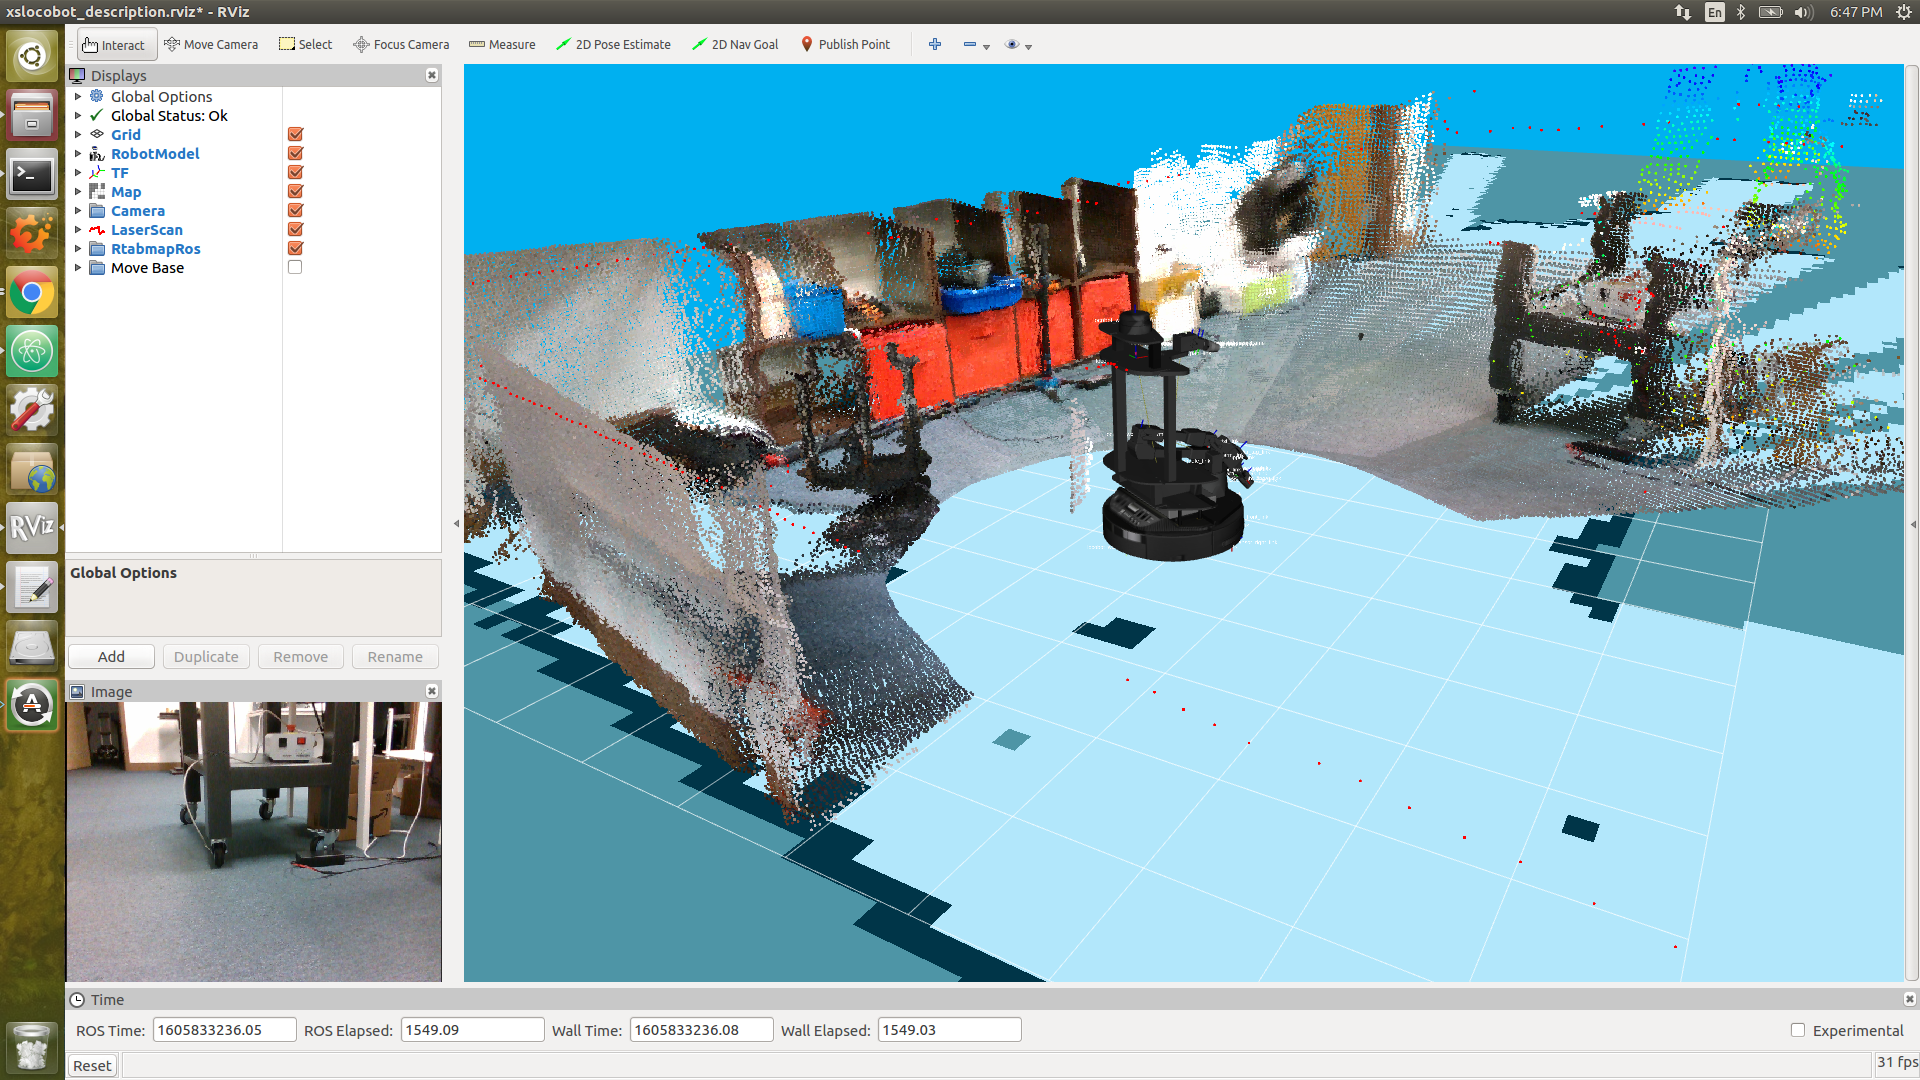 xslocobot_description.rviz* - RViz
En
6:47 PM
Interact
Move Camera
Select
Focus Camera
Measure
2D Pose Estimate
2D Nav Goal
Publish Point
Displays
Global Options
Global Status: Ok
Grid
RobotModel
TF
Map
Camera
LaserScan
RtabmapRos
Move Base
RViz
Global Options
Add
Duplicate
Remove
Rename
Image
Time
ROS Time: 1605833236.05
ROS Elapsed: 1549.09
Wall Time: 1605833236.08
Wall Elapsed: 1549.03
Experimental
Reset
31 fps